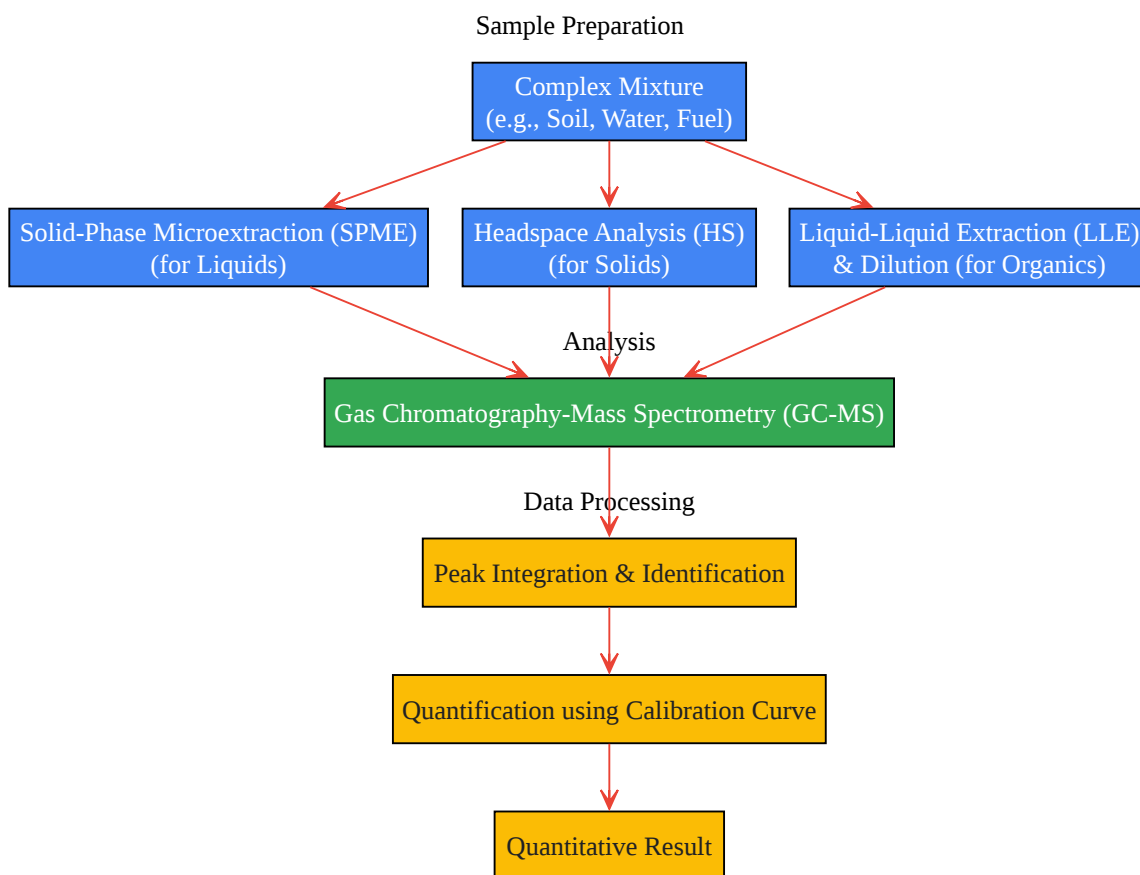 Sample Preparation
Complex Mixture
(e.g., Soil, Water, Fuel)
Solid-Phase Microextraction (SPME)
(for Liquids)
Headspace Analysis (HS)
(for Solids)
Liquid-Liquid Extraction (LLE)
& Dilution (for Organics)
Analysis
Gas Chromatography-Mass Spectrometry (GC-MS)
Data Processing
Peak Integration & Identification
Quantification using Calibration Curve
Quantitative Result